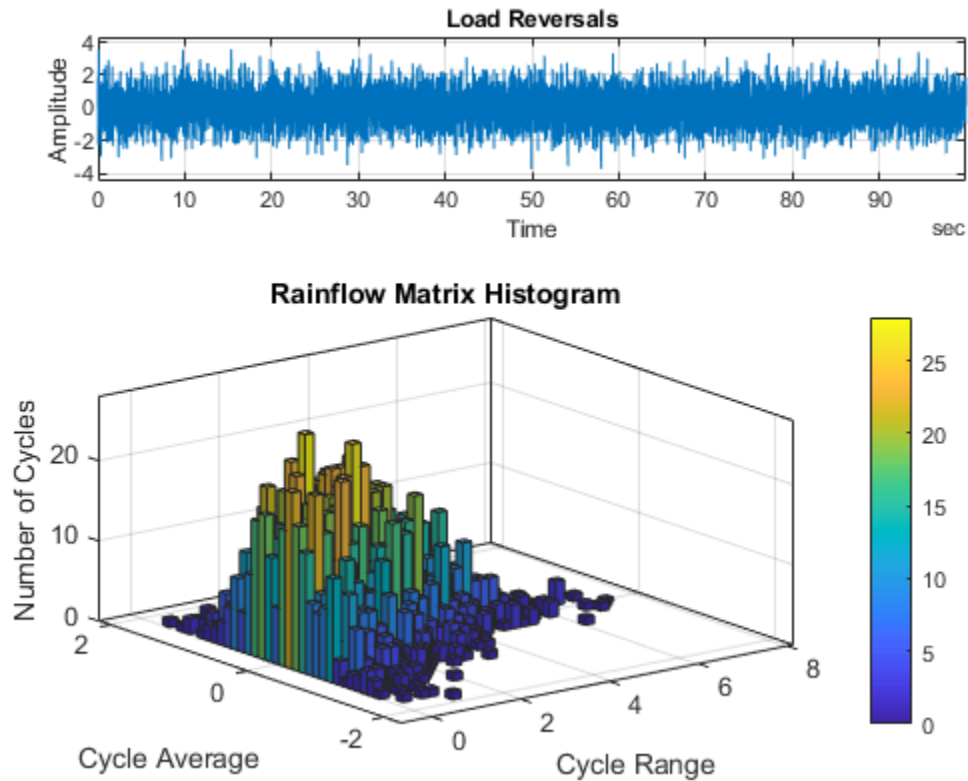 Load Reversals
Amplitude
4
2
0
-2
-4
0 10 20 30 40 50 60 70 80 90
Time
sec
Rainflow Matrix Histogram
Number of Cycles
20
10
0
2
0
-2
Cycle Average
0
2
4
6
8
Cycle Range
25
20
15
10
5
0